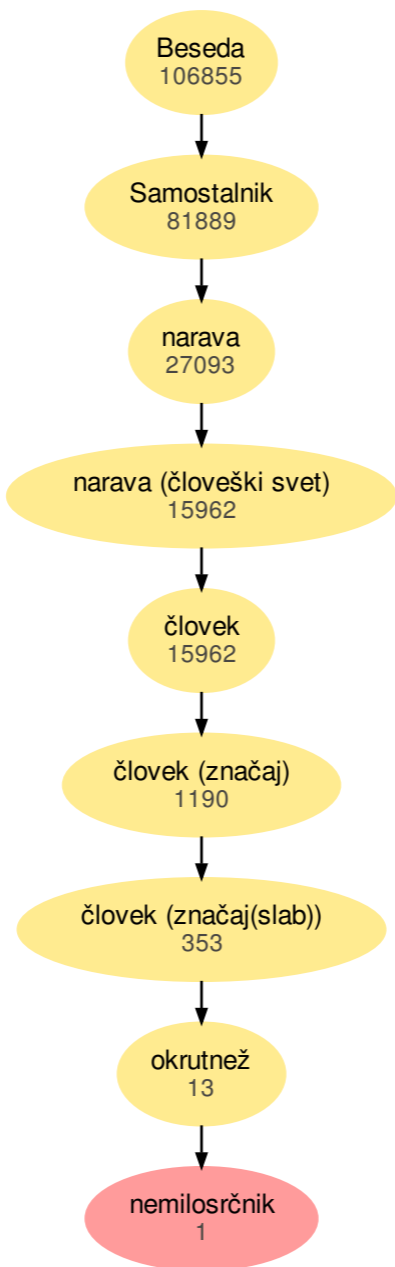 Beseda
106855
Samostalnik
81889
narava
27093
narava (človeški svet)
15962
človek
15962
človek (značaj)
1190
človek (značaj(slab))
353
okrutnež
13
nemilosrčnik
1